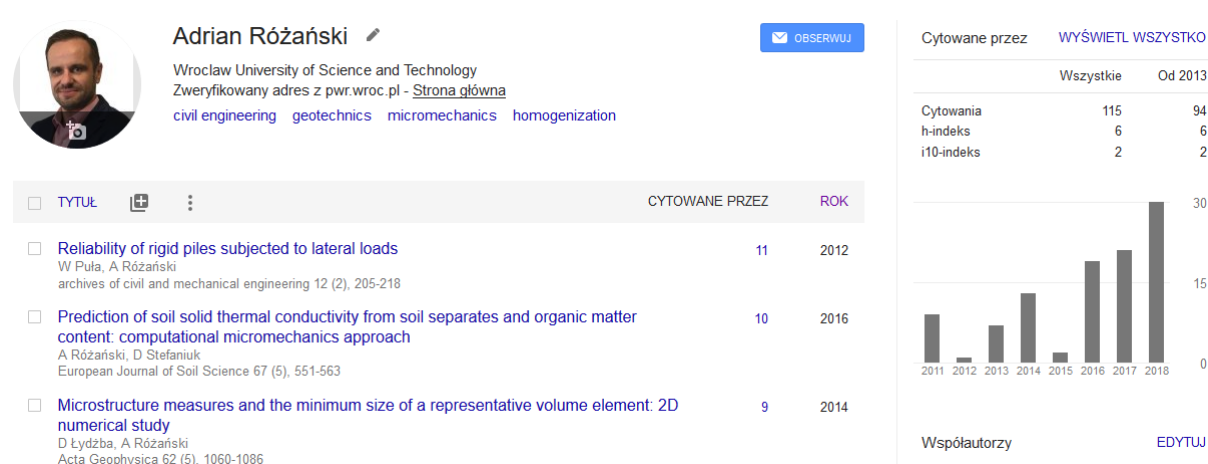 Adrian Różański
OBSERWUJ
Wroclaw University of Science and Technology
Zweryfikowany adres z pwr.wroc.pl - Strona główna
civil engineering geotechnics micromechanics homogenization
TYTUŁ CYTOWANE PRZEZ ROK
Reliability of rigid piles subjected to lateral loads 11 2012
W Puła, A Różański
archives of civil and mechanical engineering 12 (2), 205-218
Prediction of soil solid thermal conductivity from soil separates and organic matter 10 2016
content: computational micromechanics approach
A Różański, D Stefaniuk
European Journal of Soil Science 67 (5), 551-563
Microstructure measures and the minimum size of a representative volume element: 2D 9 2014
numerical study
D Łydżba, A Różański
Acta Geophysica 62 (5), 1060-1086
Cytowane przez WYŚWIETL WSZYSTKO
Wszystkie Od 2013
Cytowania 115 94
h-indeks 6 6
i10-indeks 2 2
30
15
0
2011 2012 2013 2014 2015 2016 2017 2018
Współautorzy EDYTUJ